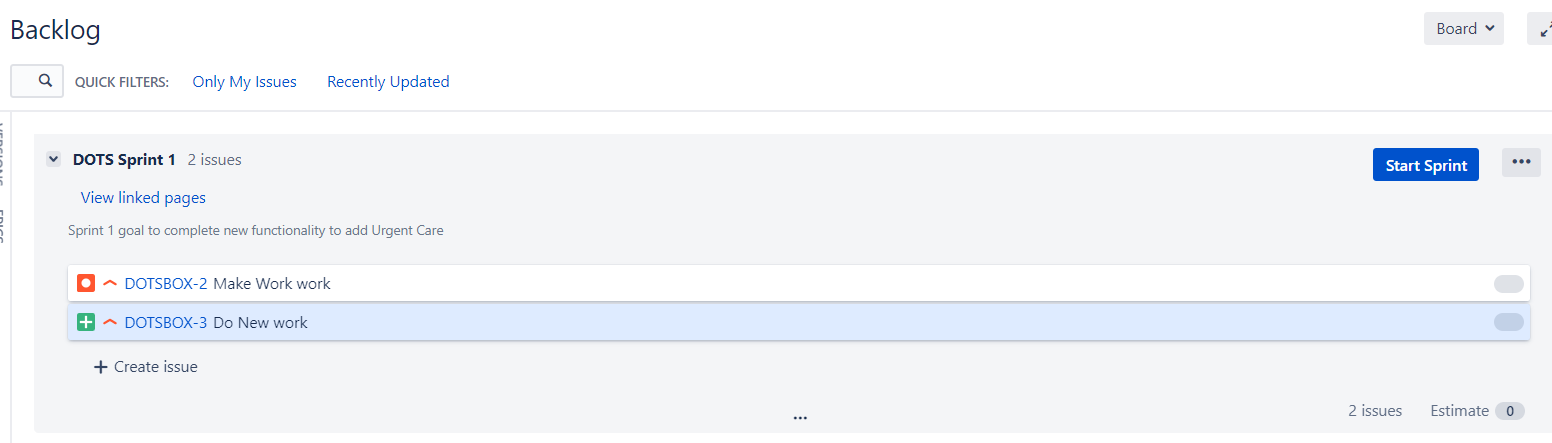 Backlog
Board
QUICK FILTERS: Only My Issues Recently Updated
VERSIONS
EPICS
DOTS Sprint 1 2 issues
Start Sprint
...
View linked pages
Sprint 1 goal to complete new functionality to add Urgent Care
DOTSBOX-2 Make Work work
DOTSBOX-3 Do New work
+ Create issue
...
2 issues Estimate 0